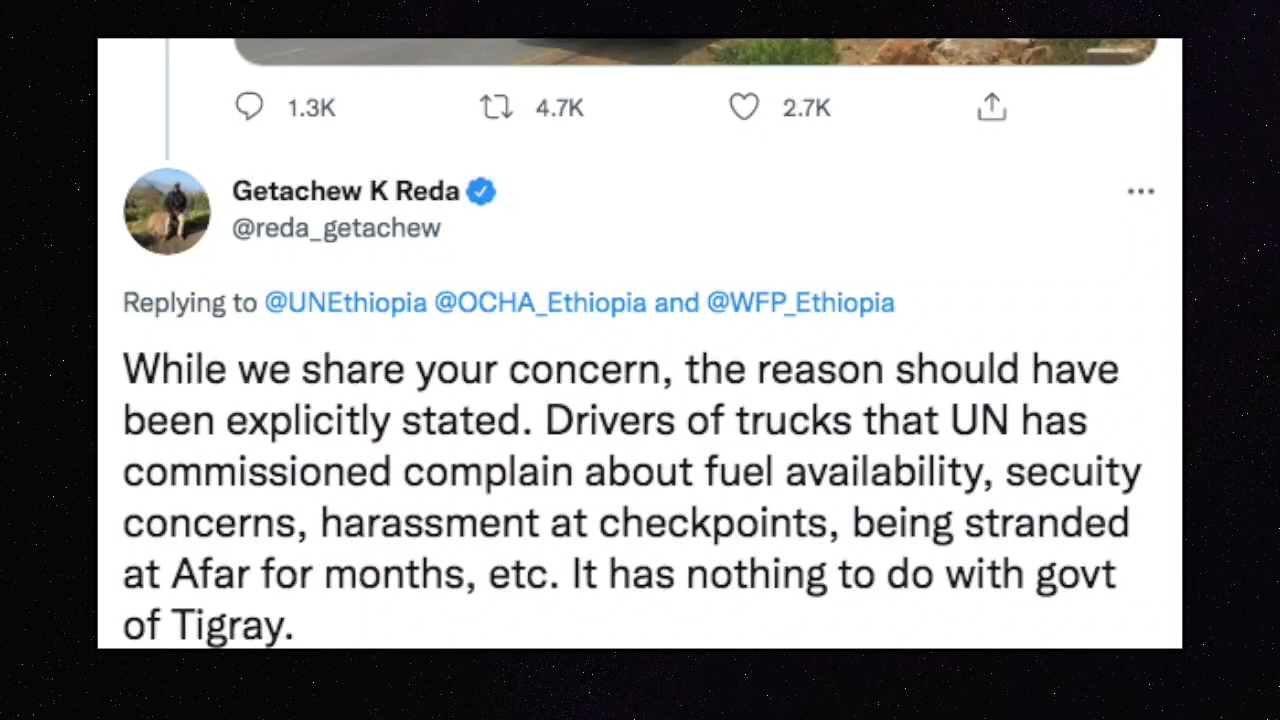 1.3K 4.7K 2.7K
Getachew K Reda
@reda_getachew
Replying to @UNEthiopia @OCHA_Ethiopia and @WFP_Ethiopia
While we share your concern, the reason should have
been explicitly stated. Drivers of trucks that UN has
commissioned complain about fuel availability, secuity
concerns, harassment at checkpoints, being stranded
at Afar for months, etc. It has nothing to do with govt
of Tigray.